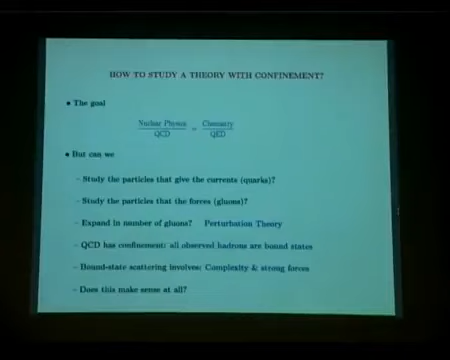 HOW TO STUDY A THEORY WITH CONFINEMENT?
• The goal
Nuclear Physics / QCD = Chemistry / QED
• But can we
– Study the particles that give the currents (quarks)?
– Study the particles that the forces (gluons)?
– Expand in number of gluons? Perturbation Theory
– QCD has confinement: all observed hadrons are bound states
– Bound-state scattering involves: Complexity & strong forces
– Does this make sense at all?